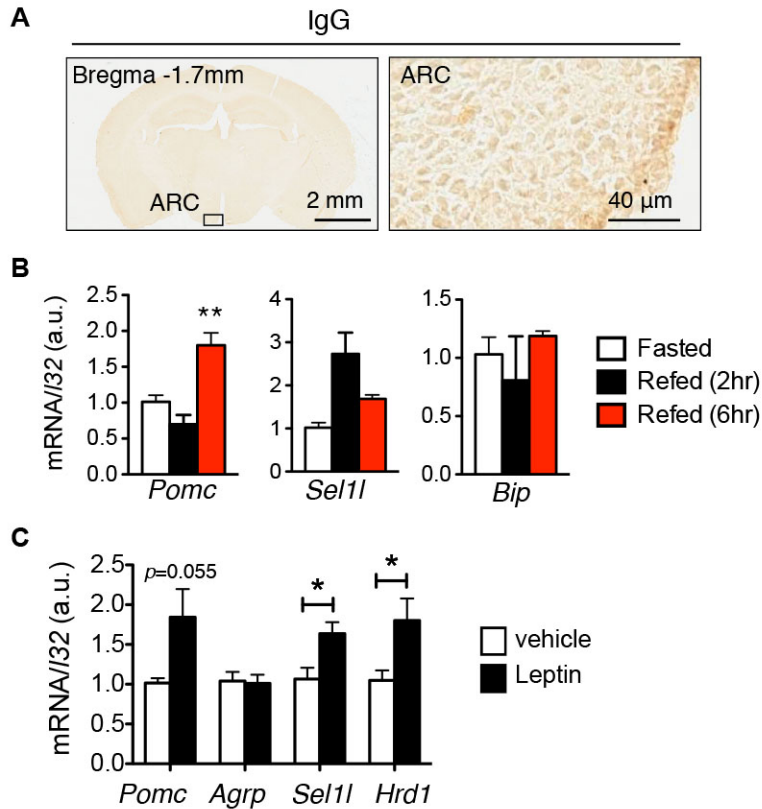 A
IgG
Bregma -1.7mm
ARC
2 mm
ARC
40 µm
B
mRNA/l32 (a.u.)
2.5
2.0
1.5
1.0
0.5
0.0
**
Pomc
4
3
2
1
0
Sel1l
1.5
1.0
0.5
0.0
Bip
Fasted
Refed (2hr)
Refed (6hr)
C
mRNA/l32 (a.u.)
2.5
2.0
1.5
1.0
0.5
0.0
p=0.055
*
*
Pomc Agrp Sel1l Hrd1
vehicle
Leptin